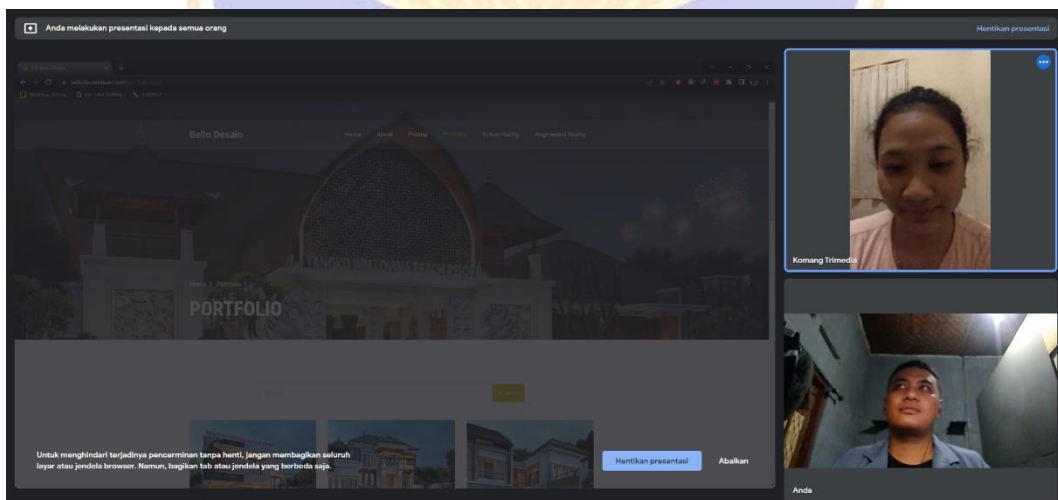 Anda melakukan presentasi kepada semua orang
Hentikan presentasi
Bello Desain
Home About Pricing Portfolio Virtual Reality Augmented Reality
Home Portfolio
PORTFOLIO
Untuk menghindari terjadinya pencerminan tanpa henti, jangan membagikan seluruh
layar atau jendela browser. Namun, bagikan tab atau jendela yang berbeda saja.
Hentikan presentasi
Abaikan
Komang Trimedia
Anda